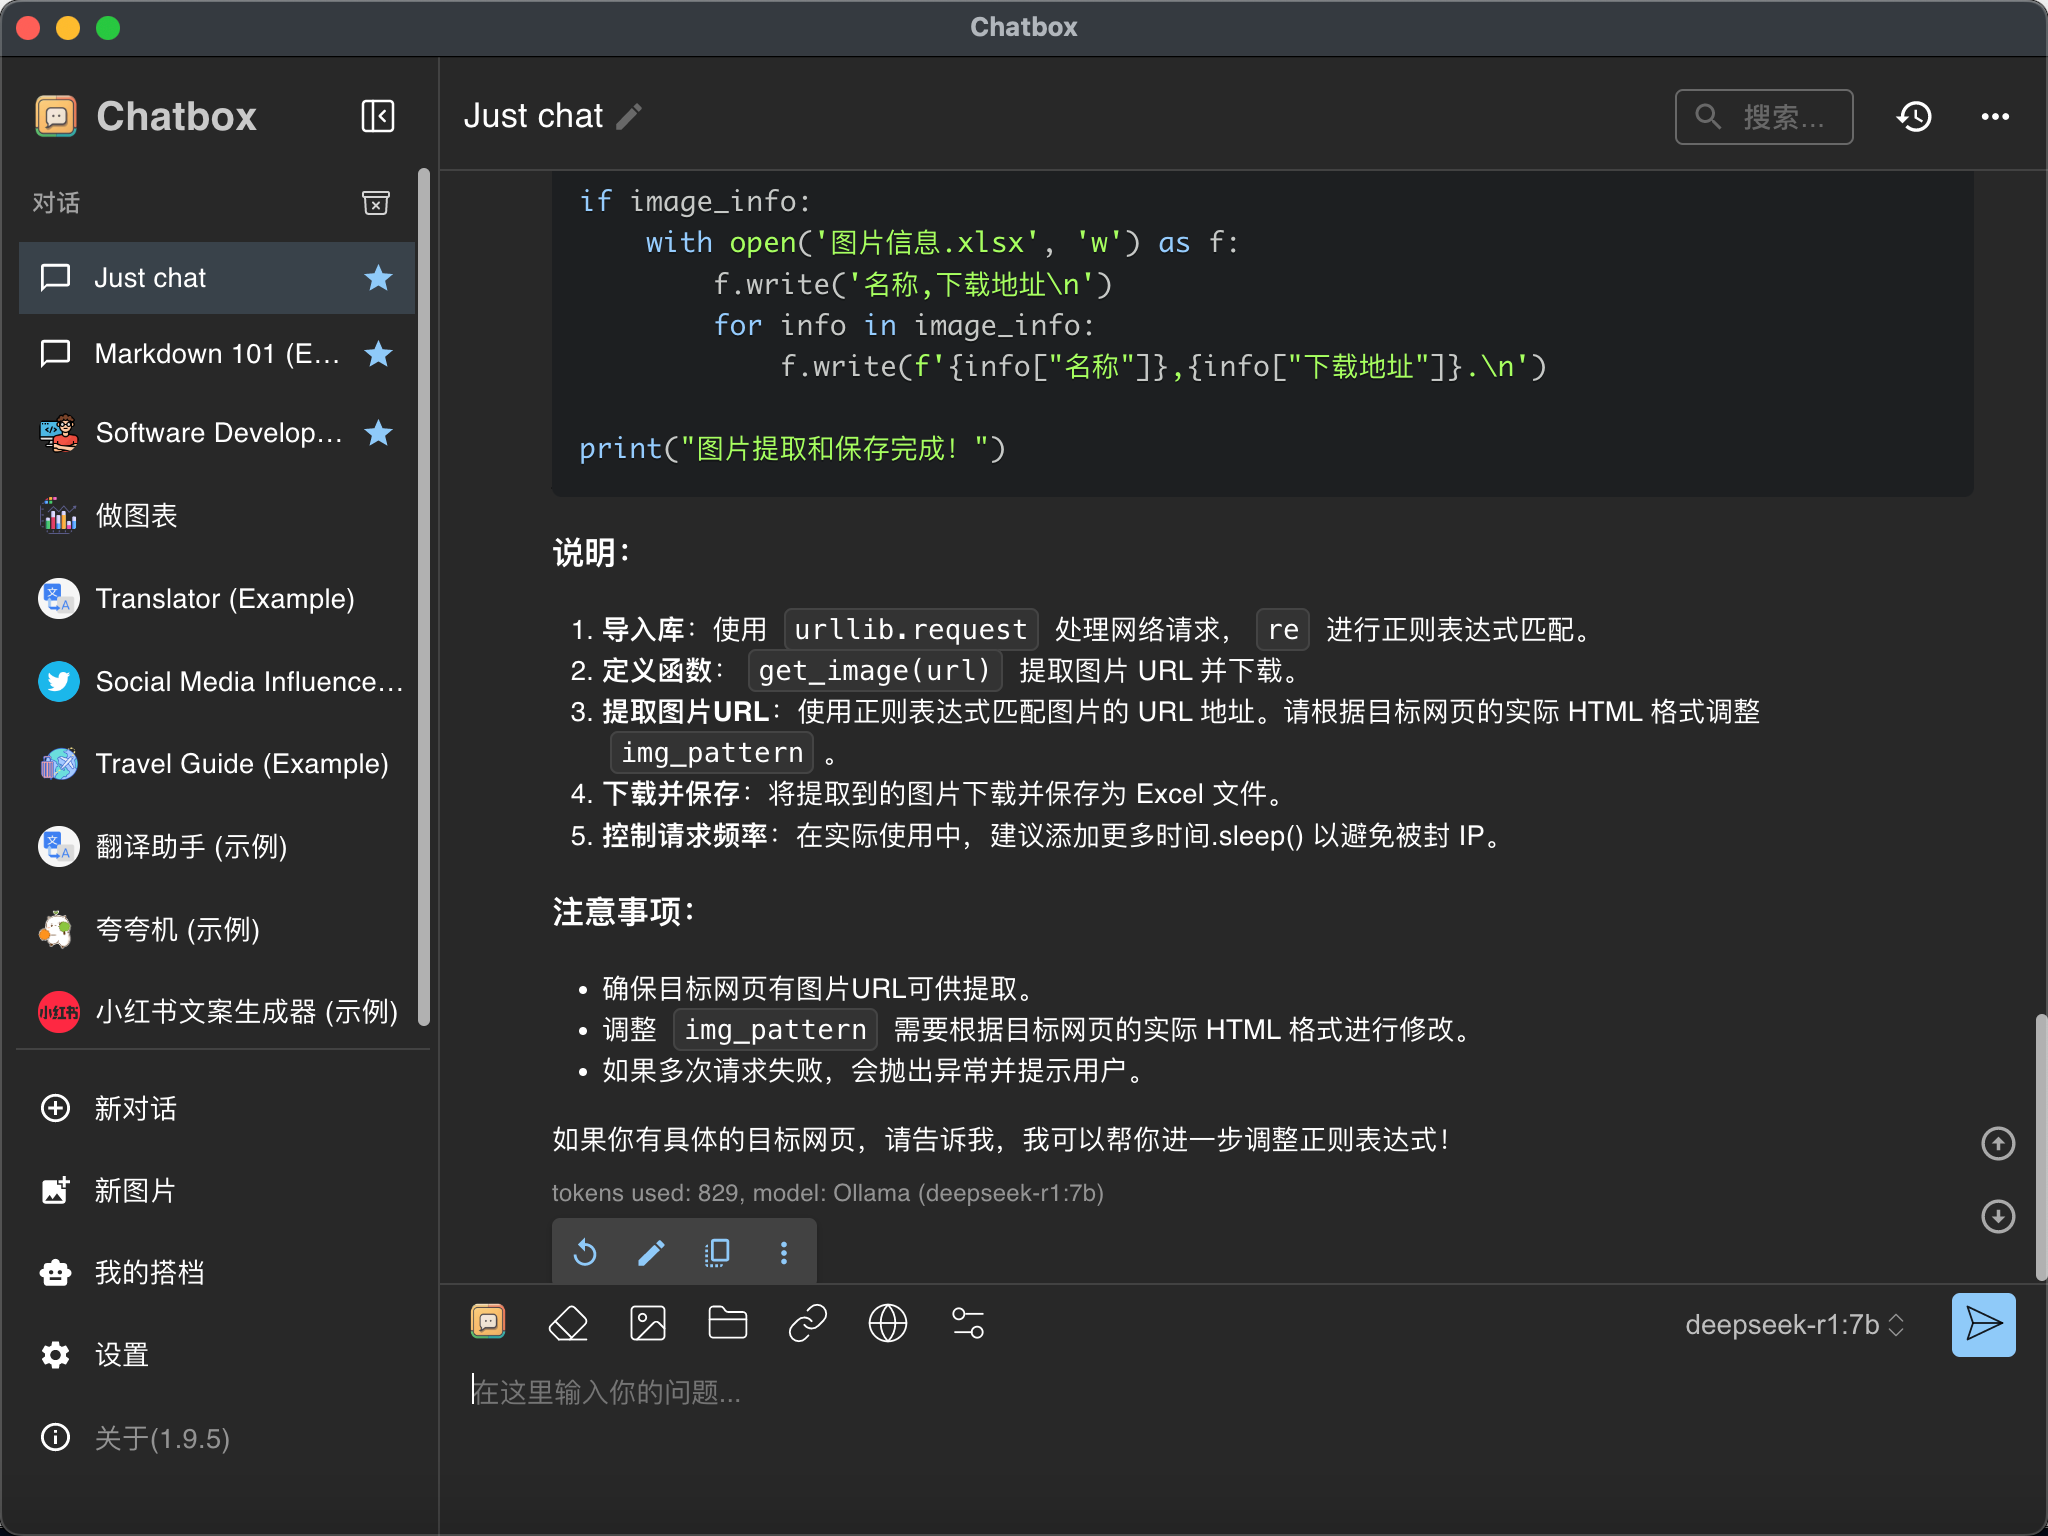 Chatbox
Chatbox
对话
Just chat
Markdown 101 (E...
Software Develop...
做图表
Translator (Example)
Social Media Influence...
Travel Guide (Example)
翻译助手 (示例)
夸夸机 (示例)
小红书
小红书文案生成器 (示例)
新对话
新图片
我的搭档
设置
关于(1.9.5)
Just chat
搜索...
if image_info:
    with open('图片信息.xlsx', 'w') as f:
        f.write('名称,下载地址\n')
        for info in image_info:
            f.write(f'{info["名称"]},{info["下载地址"]}.\n')
print("图片提取和保存完成！")
说明：
1. 导入库：使用 urllib.request 处理网络请求， re 进行正则表达式匹配。
2. 定义函数： get_image(url) 提取图片 URL 并下载。
3. 提取图片URL：使用正则表达式匹配图片的 URL 地址。请根据目标网页的实际 HTML 格式调整
img_pattern 。
4. 下载并保存：将提取到的图片下载并保存为 Excel 文件。
5. 控制请求频率：在实际使用中，建议添加更多时间.sleep() 以避免被封 IP。
注意事项：
• 确保目标网页有图片URL可供提取。
• 调整 img_pattern 需要根据目标网页的实际 HTML 格式进行修改。
• 如果多次请求失败，会抛出异常并提示用户。
如果你有具体的目标网页，请告诉我，我可以帮你进一步调整正则表达式！
tokens used: 829, model: Ollama (deepseek-r1:7b)
deepseek-r1:7b
在这里输入你的问题...